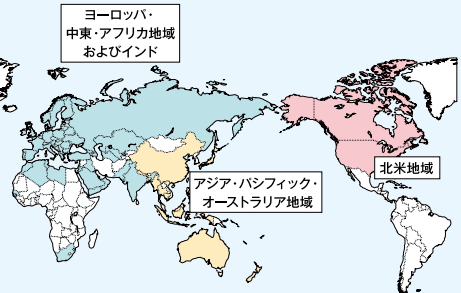 ヨーロッパ・
中東・アフリカ地域
およびインド
アジア・パシフィック・
オーストラリア地域
北米地域